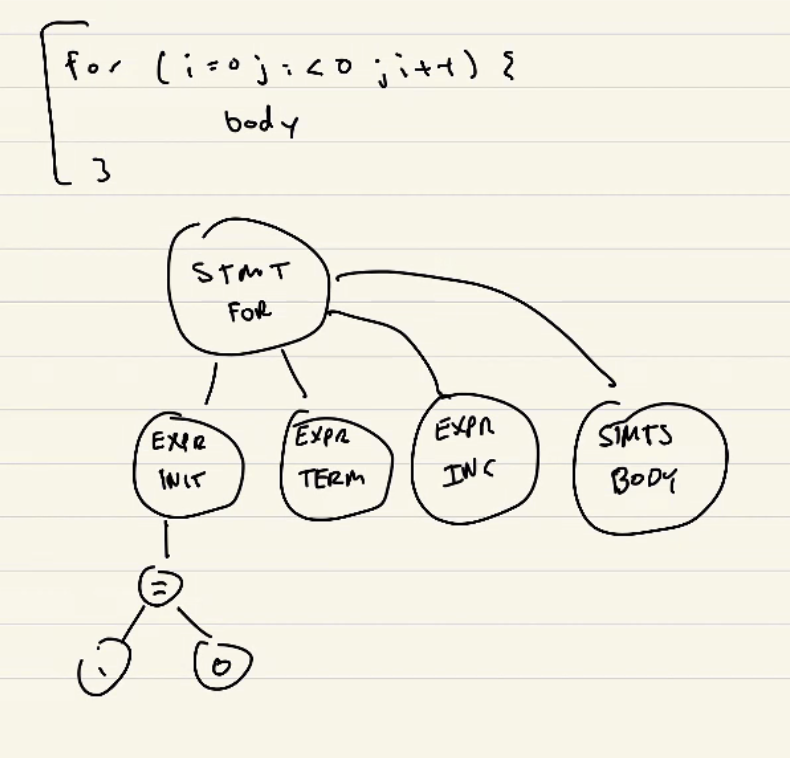 for (i=0; i<0; i++) {
body
}
STMT
FOR
EXPR
INIT
EXPR
TERM
EXPR
INC
STMTS
BODY
=
i
0